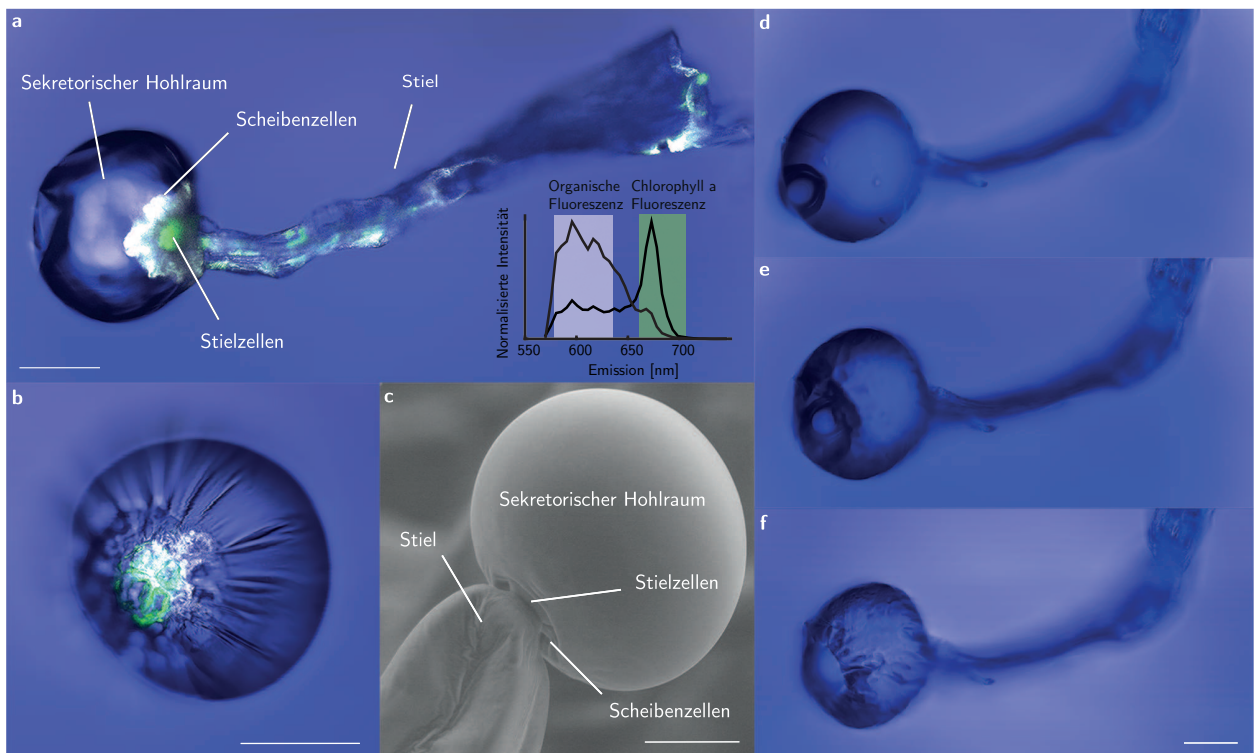 a
Sekretorischer Hohlraum
Stiel
Scheibenzellen
Stielzellen
Organische
Fluoreszenz
Chlorophyll a
Fluoreszenz
Normalisierte Intensität
550
600
650
700
Emission [nm]
b
c
Sekretorischer Hohlraum
Stiel
Stielzellen
Scheibenzellen
d
e
f